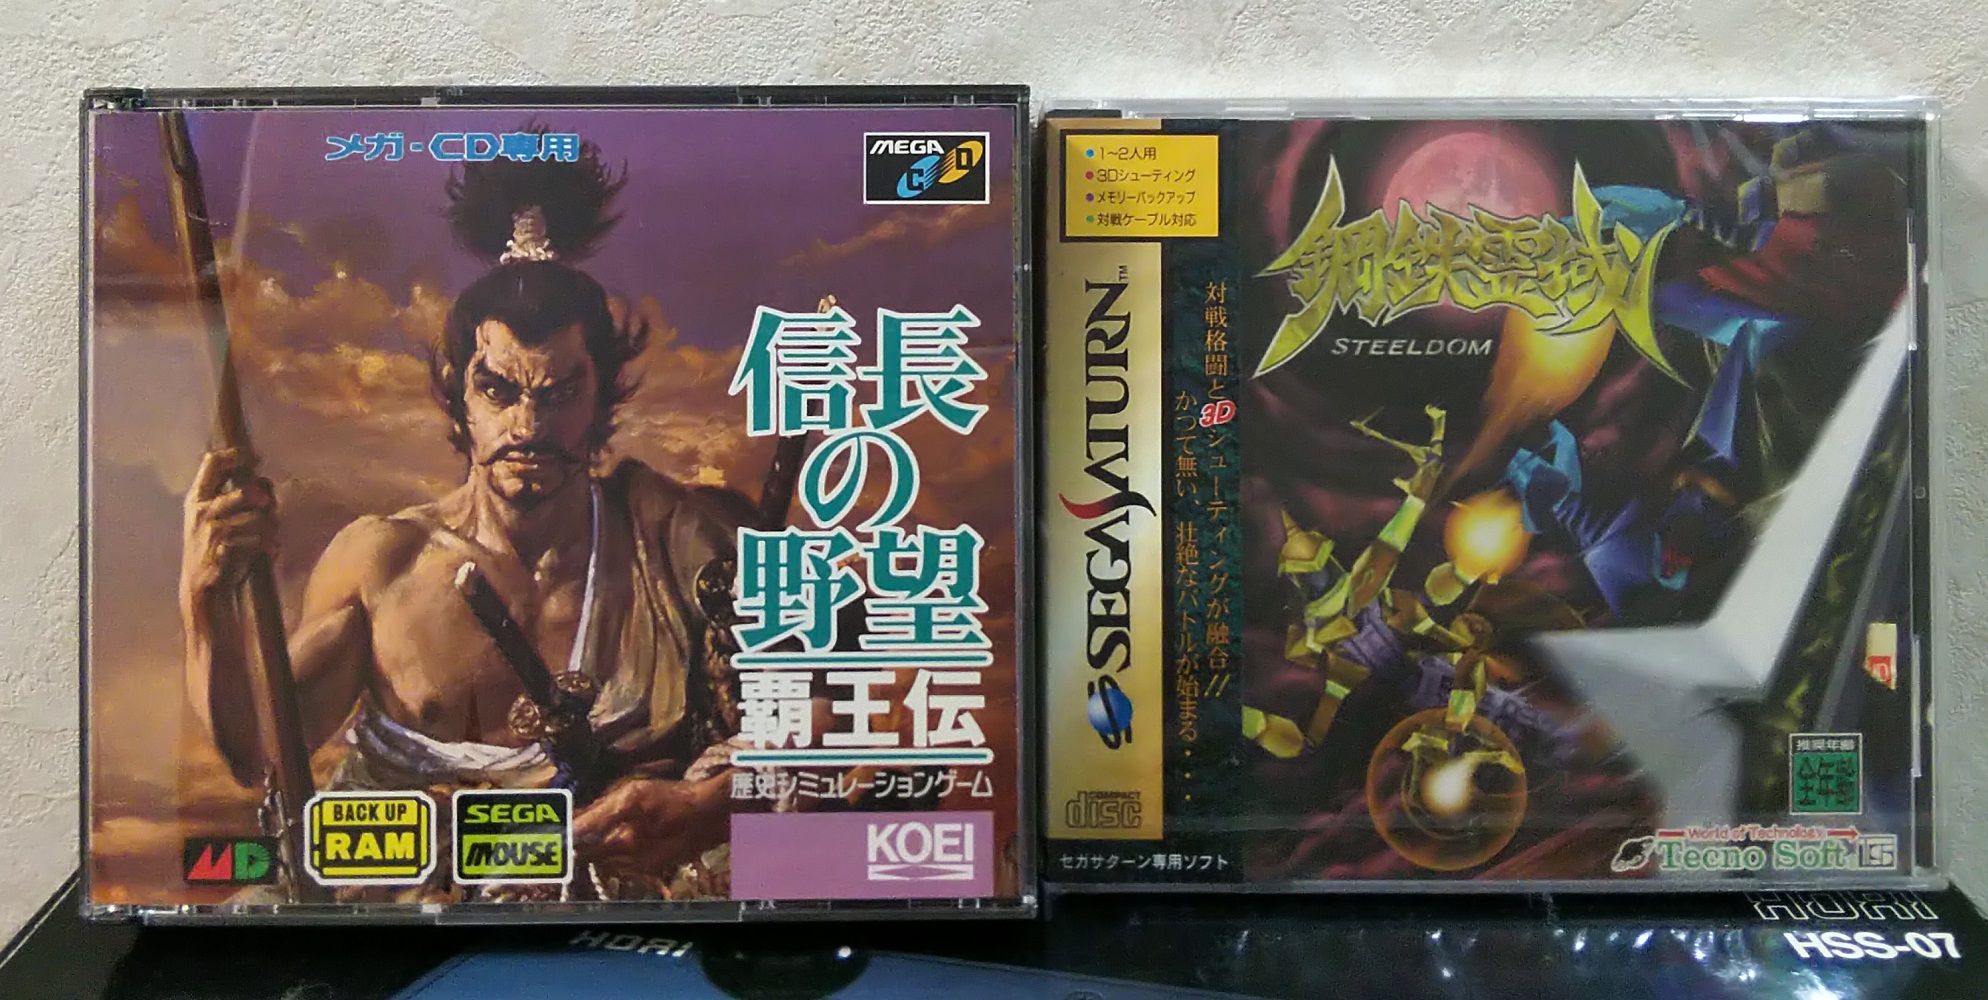 メガ-CD専用
MEGA
CD
信長
の
野望
覇王伝
歴史シミュレーションゲーム
KOEI
MD
BACK UP
RAM
SEGA
MOUSE
•1~2人用
•3Dシューティング
•メモリーバックアップ
•対戦ケーブル対応
SEGA SATURN™
対戦格闘と3Dシューティングが融合!!
かつて無い、壮絶なバトルが始まる・・・・
COMPACT
disc
セガサターン専用ソフト
鋼鉄霊域
STEELDOM
推奨年齢
全年齢
World of Technology
Tecno Soft
HORI
HORI
HSS-07